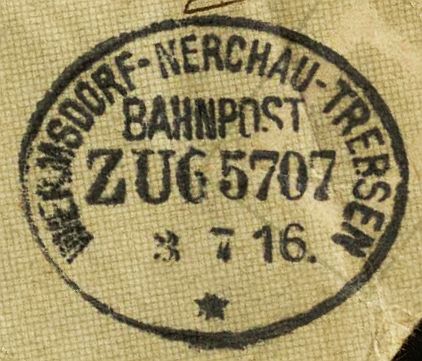 WERMSDORF-NERCHAU-TREBSEN
BAHNPOST
ZUG 5707
3 7 16.